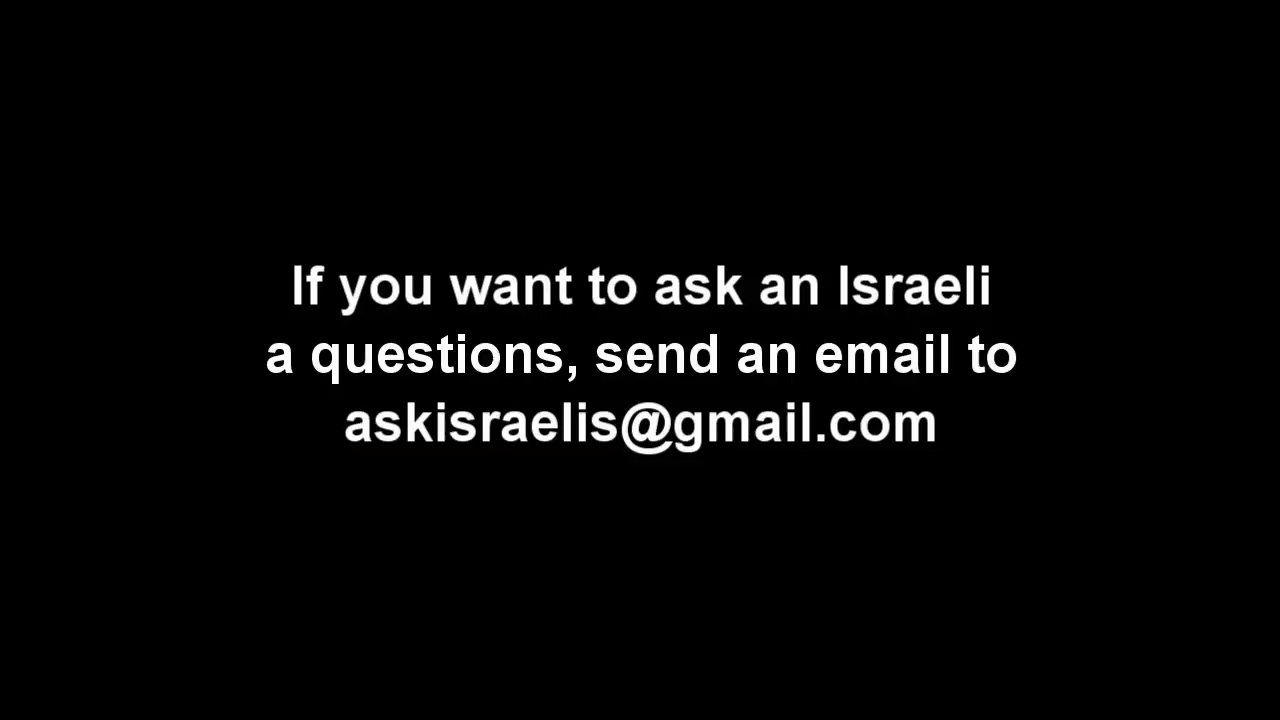 If you want to ask an Israeli
a questions, send an email to
askisraelis@gmail.com